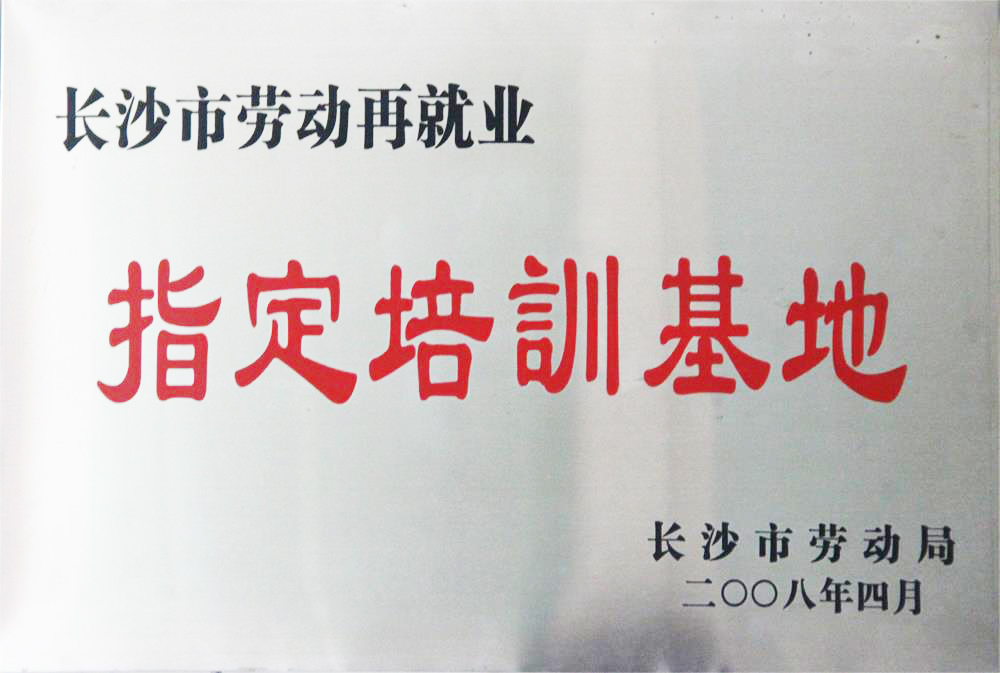 长沙市劳动再就业
指定培訓基地
长沙市劳动局
二〇〇八年四月